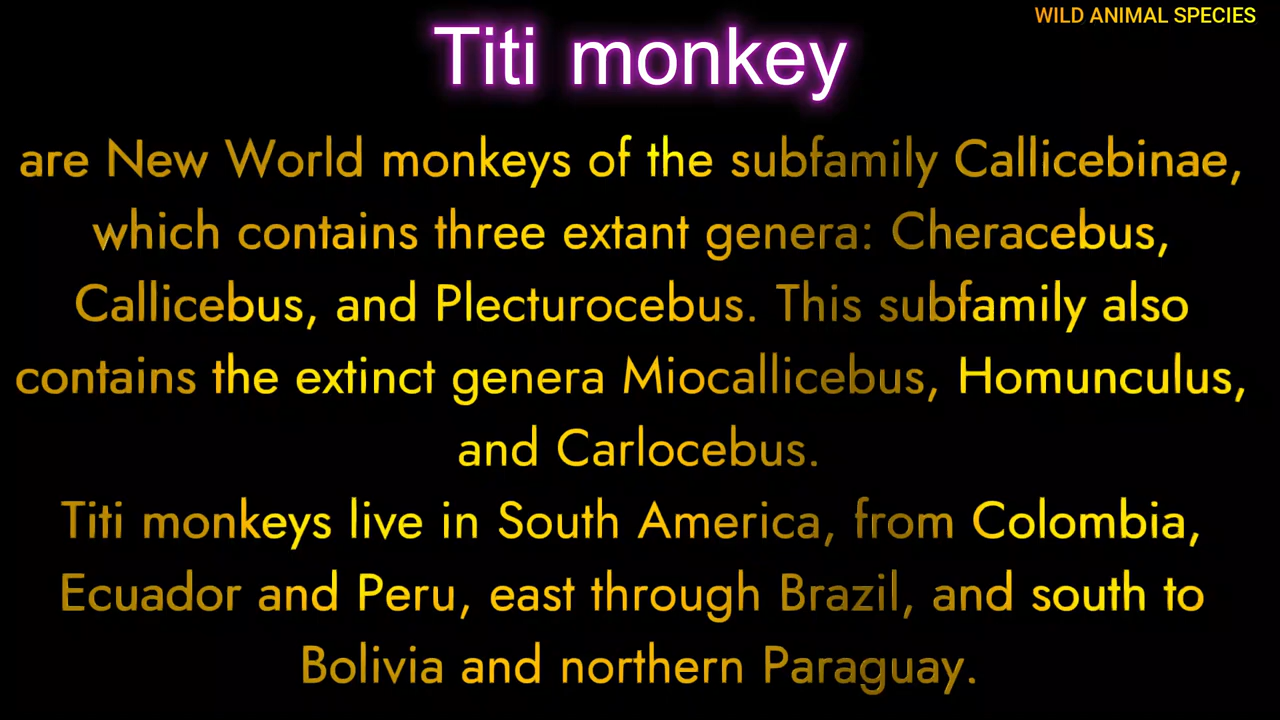 WILD ANIMAL SPECIES
Titi monkey
are New World monkeys of the subfamily Callicebinae,
which contains three extant genera: Cheracebus,
Callicebus, and Plecturocebus. This subfamily also
contains the extinct genera Miocallicebus, Homunculus,
and Carlocebus.
Titi monkeys live in South America, from Colombia,
Ecuador and Peru, east through Brazil, and south to
Bolivia and northern Paraguay.